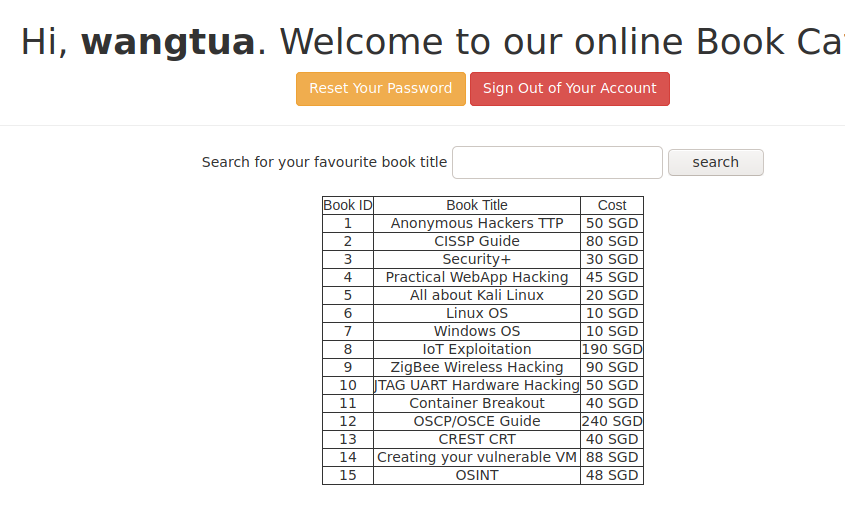 Hi, wangtua. Welcome to our online Book Ca
Reset Your Password Sign Out of Your Account
Search for your favourite book title search
Book ID Book Title Cost
1 Anonymous Hackers TTP 50 SGD
2 CISSP Guide 80 SGD
3 Security+ 30 SGD
4 Practical WebApp Hacking 45 SGD
5 All about Kali Linux 20 SGD
6 Linux OS 10 SGD
7 Windows OS 10 SGD
8 IoT Exploitation 190 SGD
9 ZigBee Wireless Hacking 90 SGD
10 JTAG UART Hardware Hacking 50 SGD
11 Container Breakout 40 SGD
12 OSCP/OSCE Guide 240 SGD
13 CREST CRT 40 SGD
14 Creating your vulnerable VM 88 SGD
15 OSINT 48 SGD